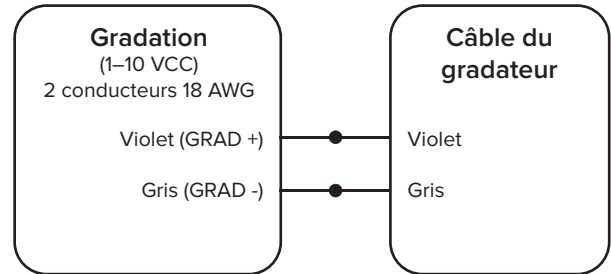 Gradation
(1–10 VCC)
2 conducteurs 18 AWG
Violet (GRAD +)
Gris (GRAD -)
Câble du
gradateur
Violet
Gris